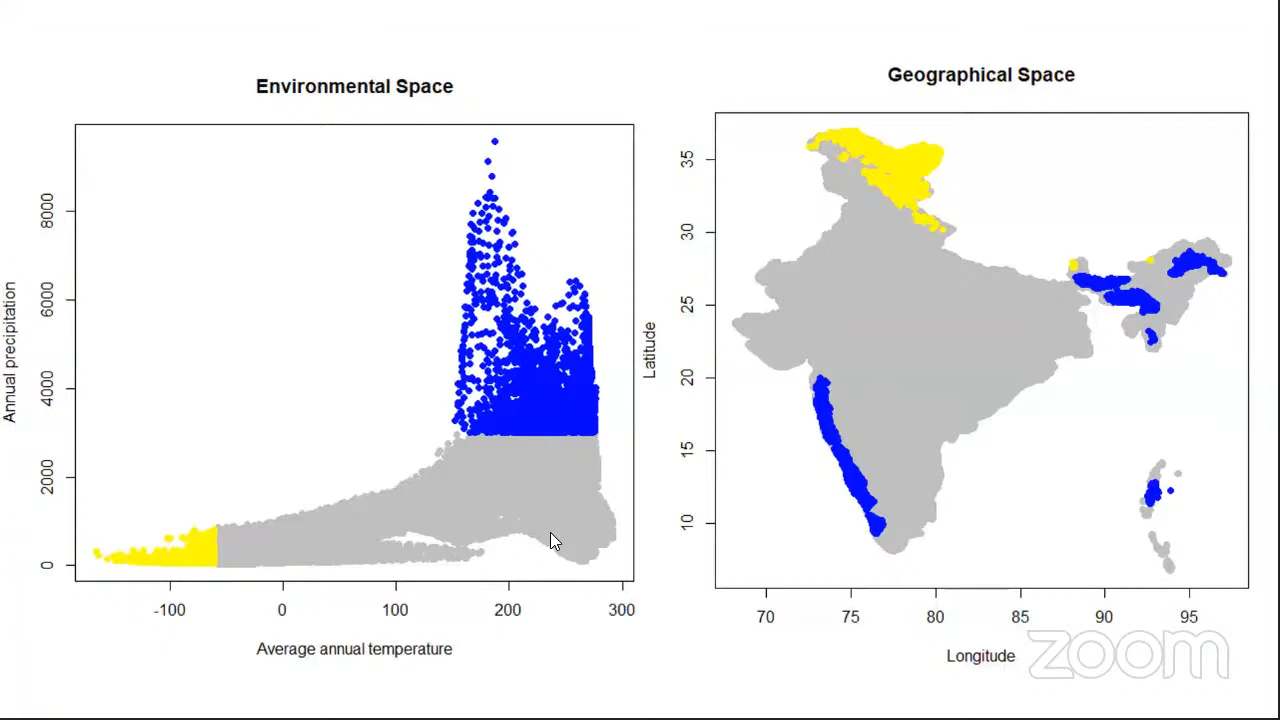 Environmental Space
Annual precipitation
8000
6000
4000
2000
0
-100 0 100 200 300
Average annual temperature
Geographical Space
Latitude
35
30
25
20
15
10
70 75 80 85 90 95
Longitude
zoom